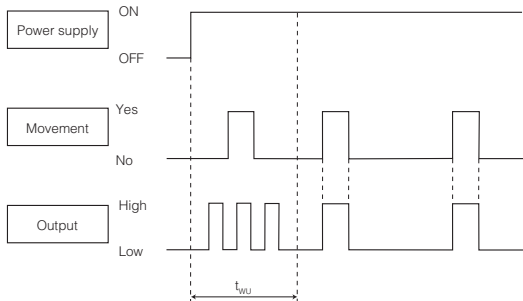 ON
Power supply
OFF
Yes
Movement
No
High
Output
Low
tWU